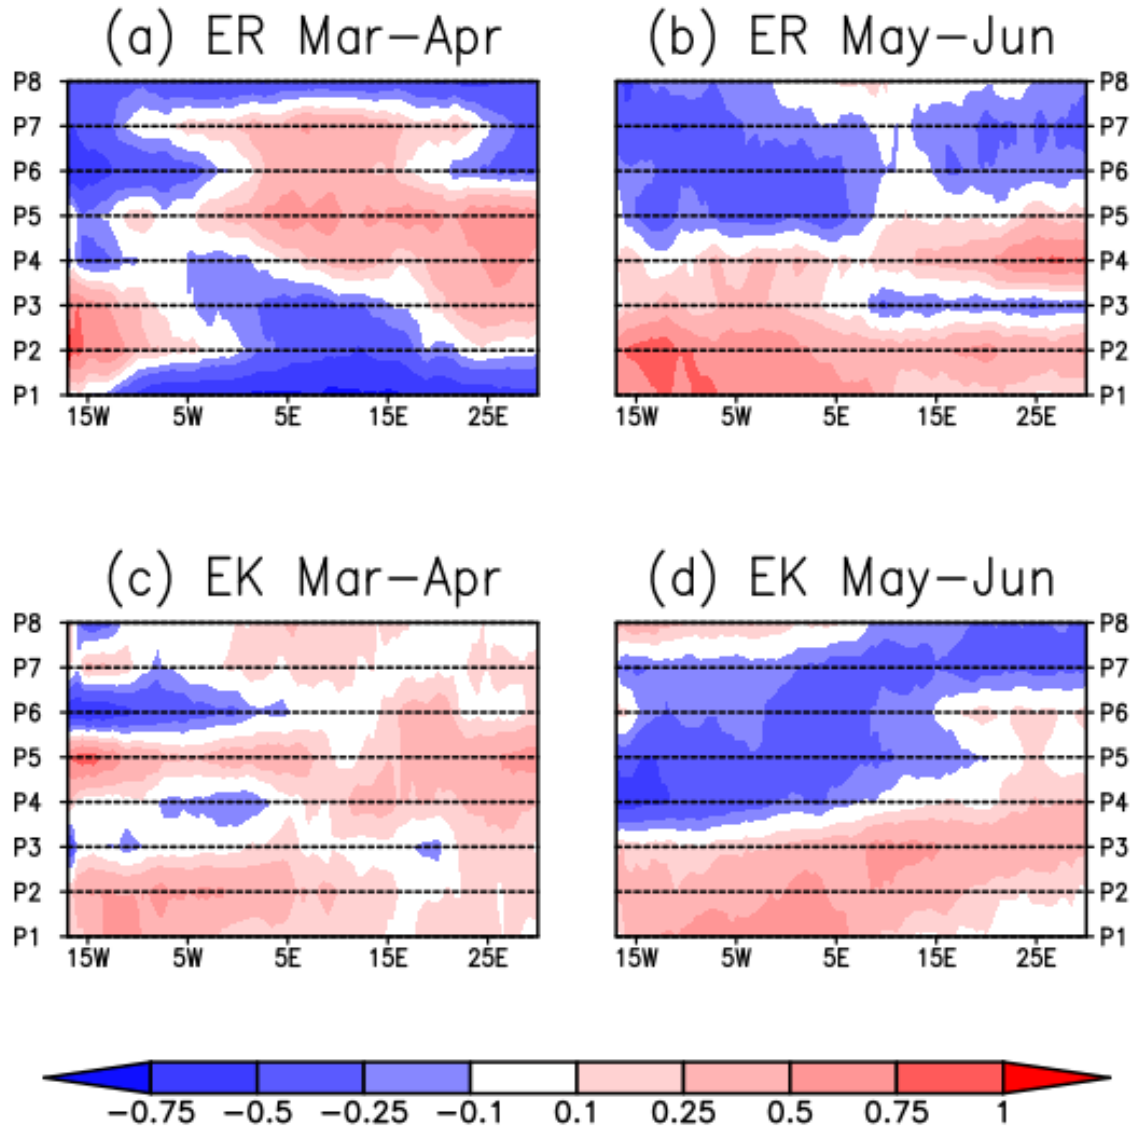 (a) ER Mar−Apr
(b) ER May−Jun
P8
P7
P6
P5
P4
P3
P2
P1
15W 5W 5E 15E 25E
P8
P7
P6
P5
P4
P3
P2
P1
15W 5W 5E 15E 25E
(c) EK Mar−Apr
(d) EK May−Jun
P8
P7
P6
P5
P4
P3
P2
P1
15W 5W 5E 15E 25E
P8
P7
P6
P5
P4
P3
P2
P1
15W 5W 5E 15E 25E
−0.75 −0.5 −0.25 −0.1 0.1 0.25 0.5 0.75 1